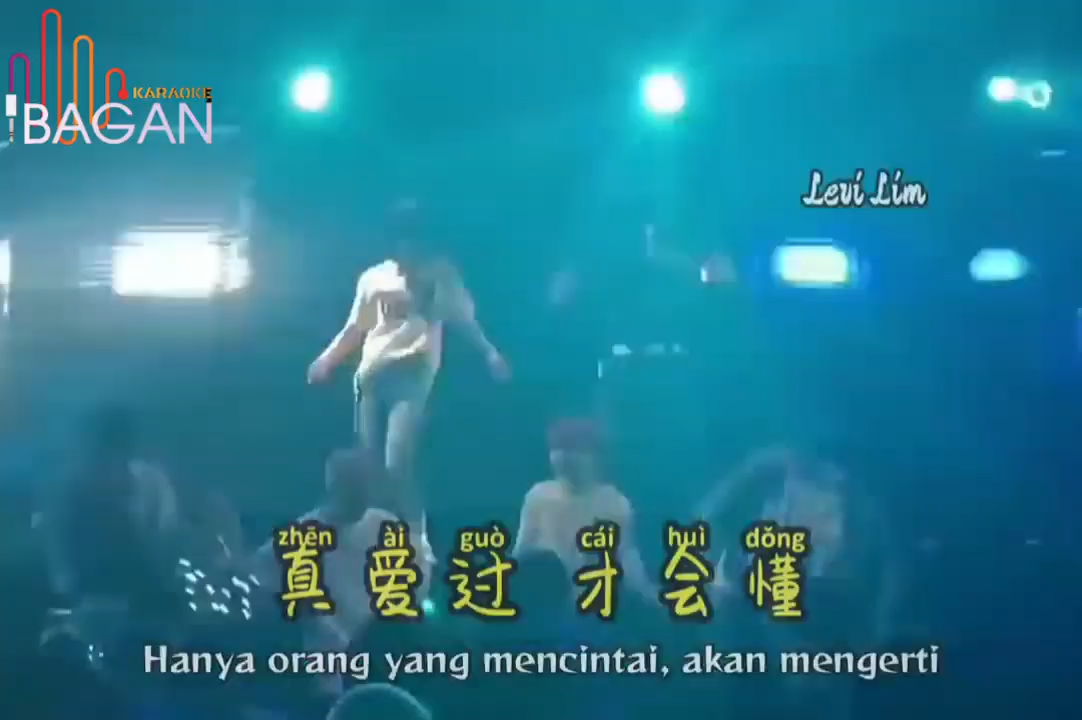 KARAOKE
BAGAN
Levi Lim
zhēn ài guò cái huì dǒng
真爱过 才会懂
Hanya orang yang mencintai, akan mengerti